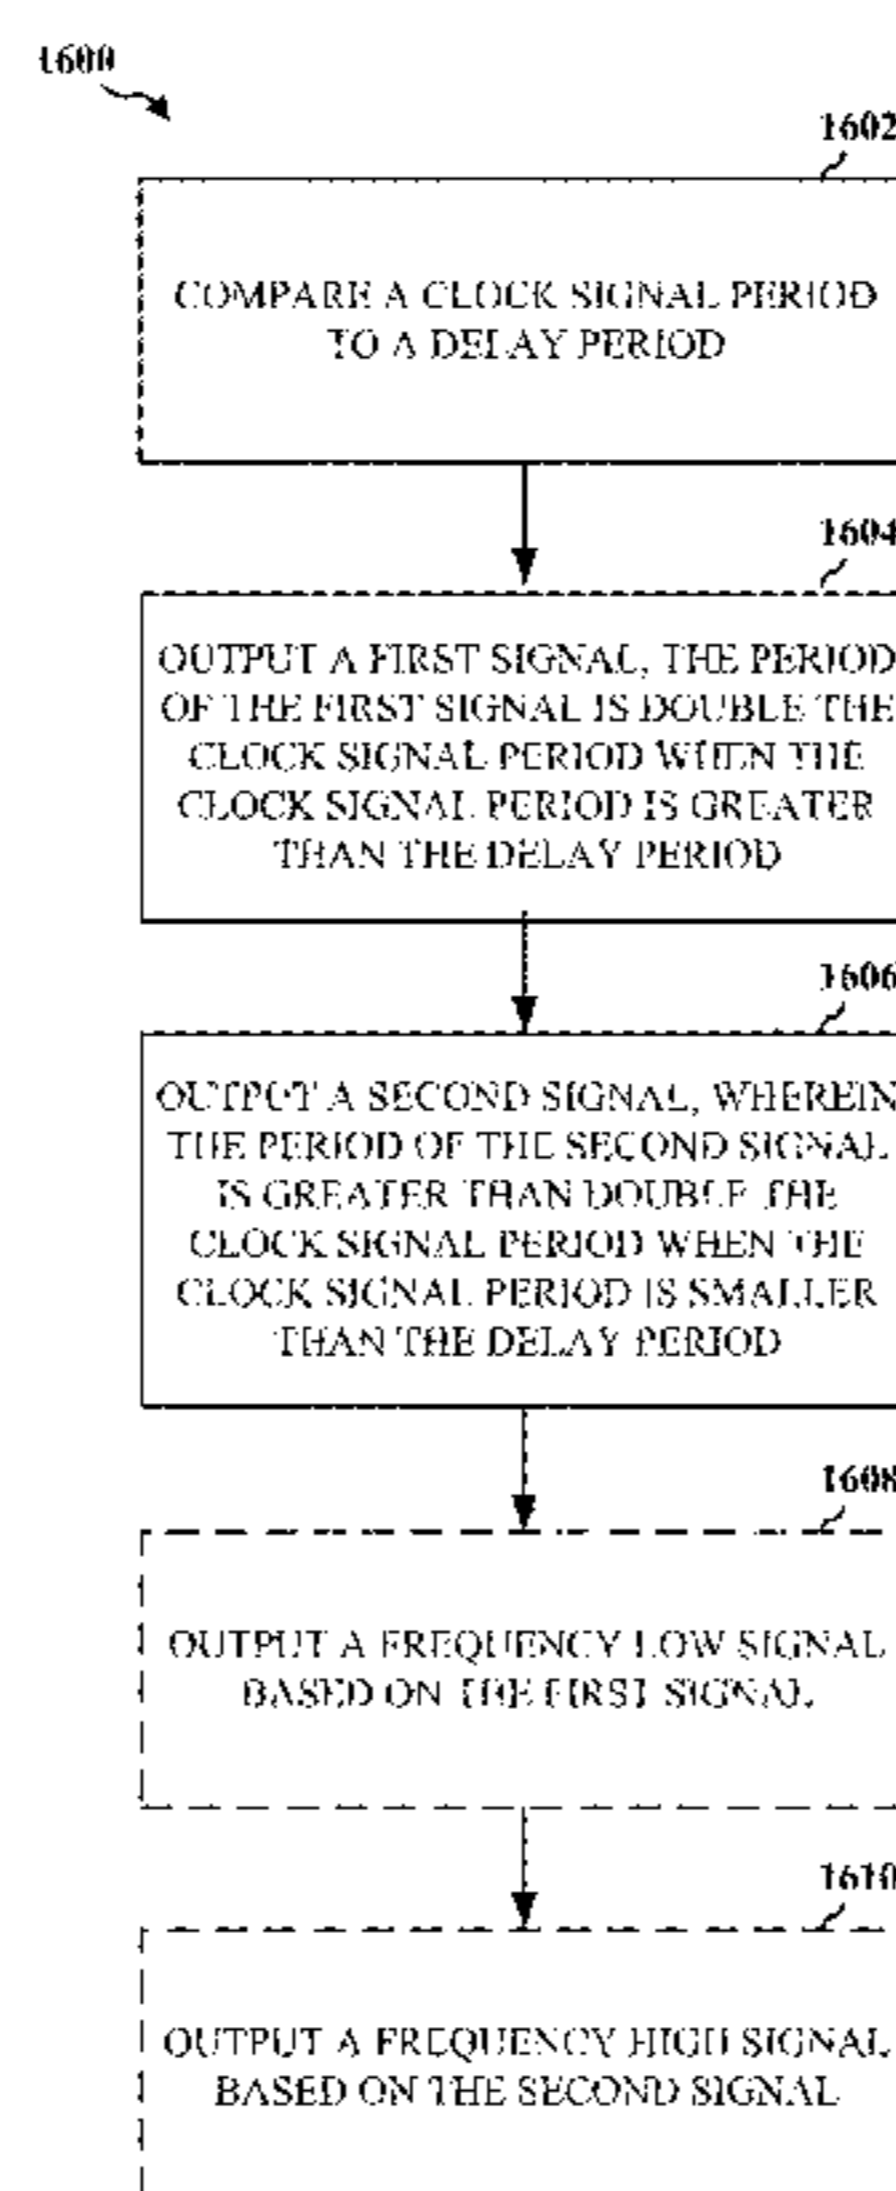 1600
1602
COMPARE A CLOCK SIGNAL PERIOD
TO A DELAY PERIOD
1604
OUTPUT A FIRST SIGNAL, THE PERIOD
OF THE FIRST SIGNAL IS DOUBLE THE
CLOCK SIGNAL PERIOD WHEN THE
CLOCK SIGNAL PERIOD IS GREATER
THAN THE DELAY PERIOD
1606
OUTPUT A SECOND SIGNAL, WHEREIN
THE PERIOD OF THE SECOND SIGNAL
IS GREATER THAN DOUBLE THE
CLOCK SIGNAL PERIOD WHEN THE
CLOCK SIGNAL PERIOD IS SMALLER
THAN THE DELAY PERIOD
1608
OUTPUT A FREQUENCY LOW SIGNAL
BASED ON THE FIRST SIGNAL
1610
OUTPUT A FREQUENCY HIGH SIGNAL
BASED ON THE SECOND SIGNAL